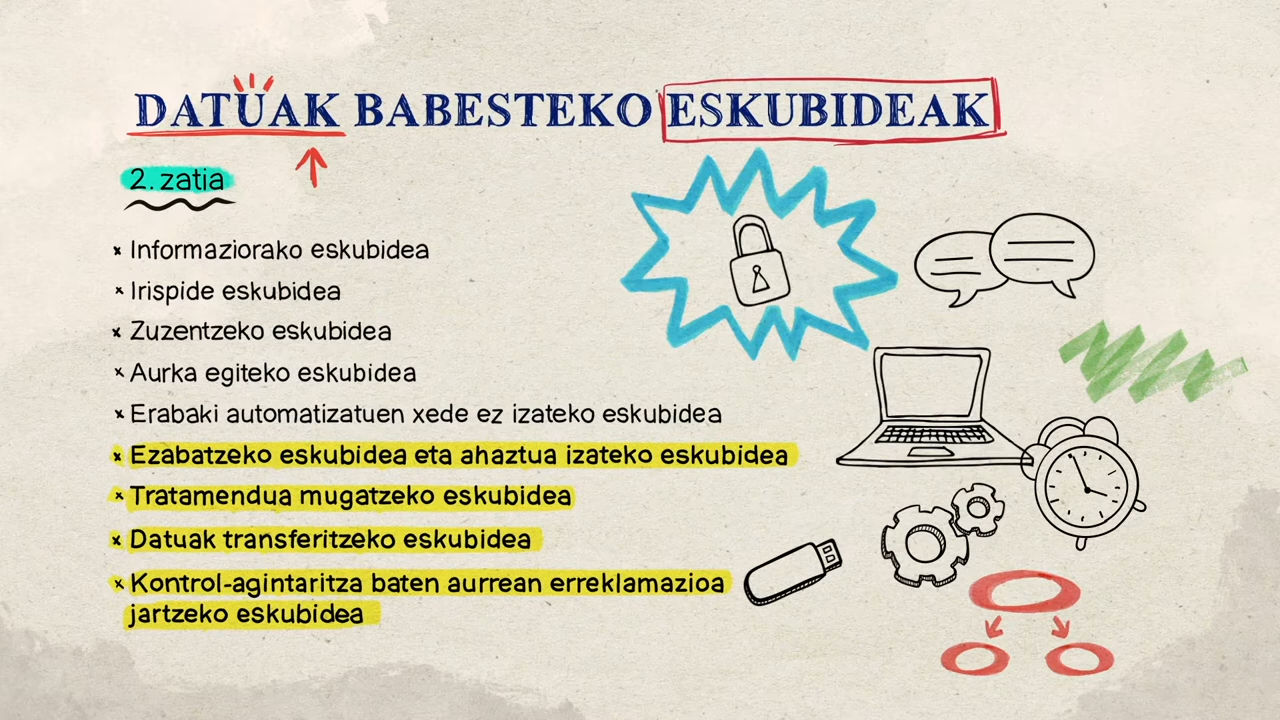 DATUAK BABESTEKO ESKUBIDEAK
2. zatia
x Informaziorako eskubidea
x Irispide eskubidea
x Zuzentzeko eskubidea
x Aurka egiteko eskubidea
x Erabaki automatizatuen xede ez izateko eskubidea
x Ezabatzeko eskubidea eta ahaztua izateko eskubidea
x Tratamendua mugatzeko eskubidea
x Datuak transferitzeko eskubidea
x Kontrol-agintaritza baten aurrean erreklamazioa
jartzeko eskubidea